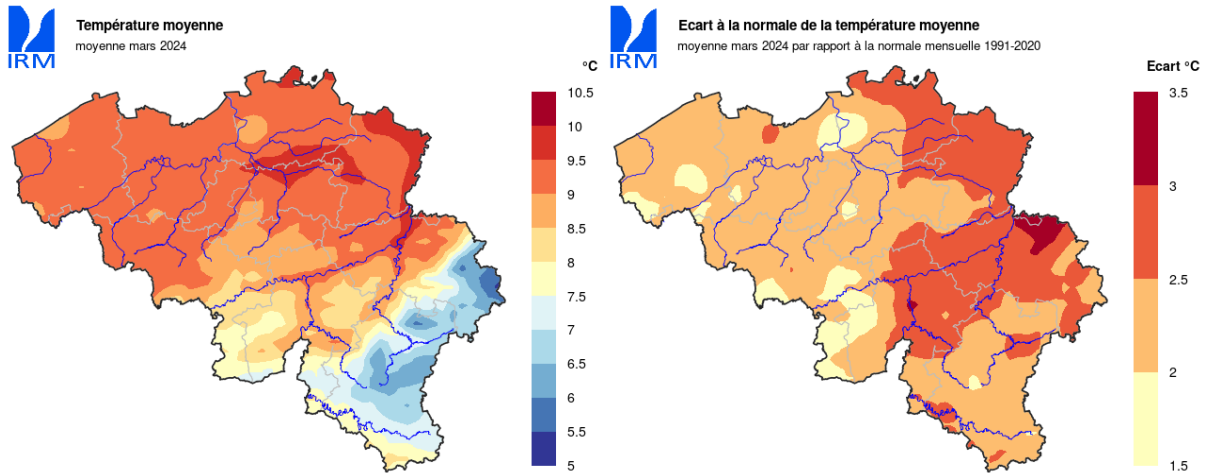 IRM
Température moyenne
moyenne mars 2024
°C
10.5
10
9.5
9
8.5
8
7.5
7
6.5
6
5.5
5
IRM
Ecart à la normale de la température moyenne
moyenne mars 2024 par rapport à la normale mensuelle 1991-2020
Ecart °C
3.5
3
2.5
2
1.5